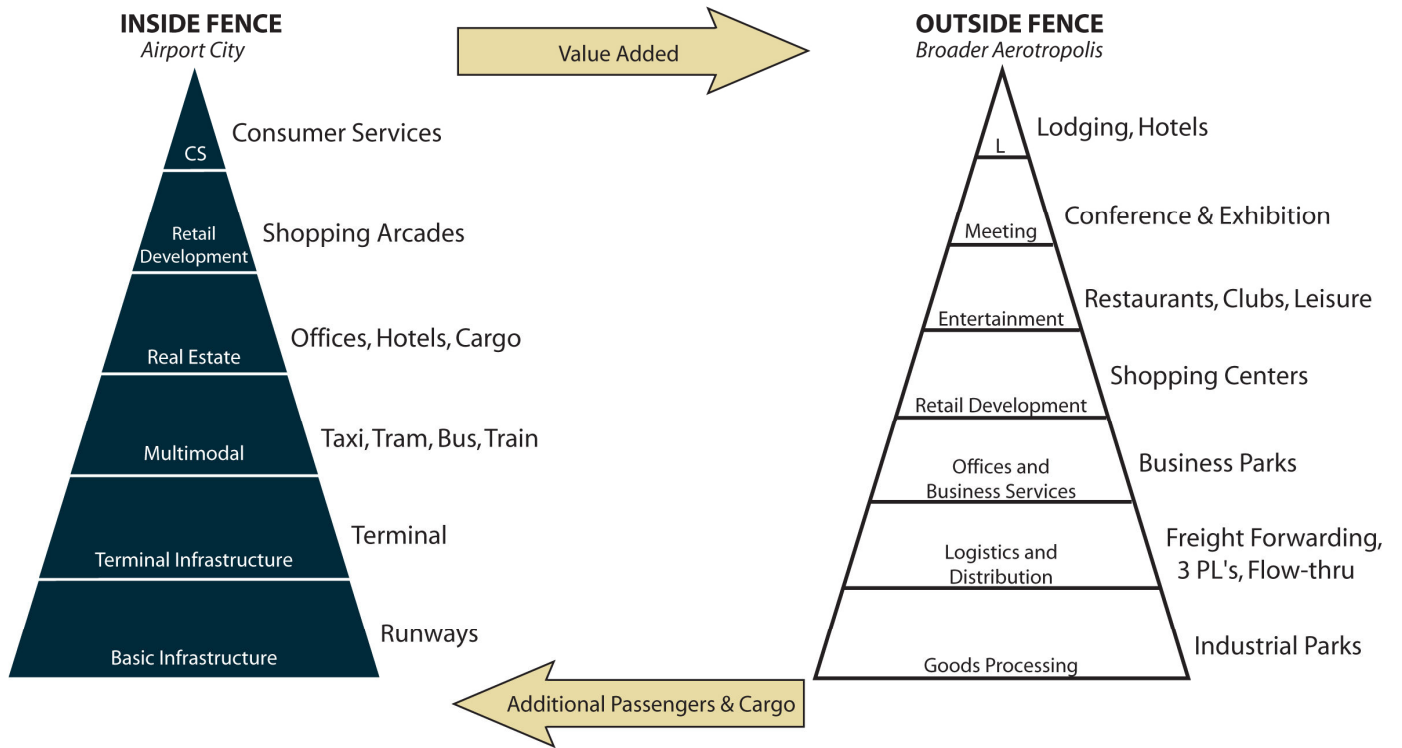 INSIDE FENCE
Airport City
Value Added
OUTSIDE FENCE
Broader Aerotropolis
CS
Consumer Services
Retail
Development
Shopping Arcades
Real Estate
Offices, Hotels, Cargo
Multimodal
Taxi, Tram, Bus, Train
Terminal Infrastructure
Terminal
Basic Infrastructure
Runways
L
Lodging, Hotels
Meeting
Conference & Exhibition
Entertainment
Restaurants, Clubs, Leisure
Retail Development
Shopping Centers
Offices and
Business Services
Business Parks
Logistics and
Distribution
Freight Forwarding,
3 PL's, Flow-thru
Goods Processing
Industrial Parks
Additional Passengers & Cargo